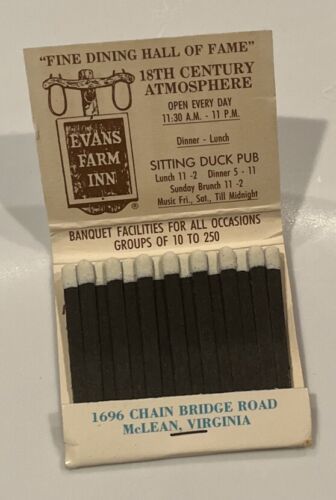 "FINE DINING HALL OF FAME"
18TH CENTURY
ATMOSPHERE
OPEN EVERY DAY
11:30 A.M. - 11 P.M.
EVANS
FARM
INN
®
Dinner - Lunch
SITTING DUCK PUB
Lunch 11 -2 Dinner 5 - 11
Sunday Brunch 11 -2
Music Fri., Sat., Till Midnight
BANQUET FACILITIES FOR ALL OCCASIONS
GROUPS OF 10 TO 250
1696 CHAIN BRIDGE ROAD
McLEAN, VIRGINIA